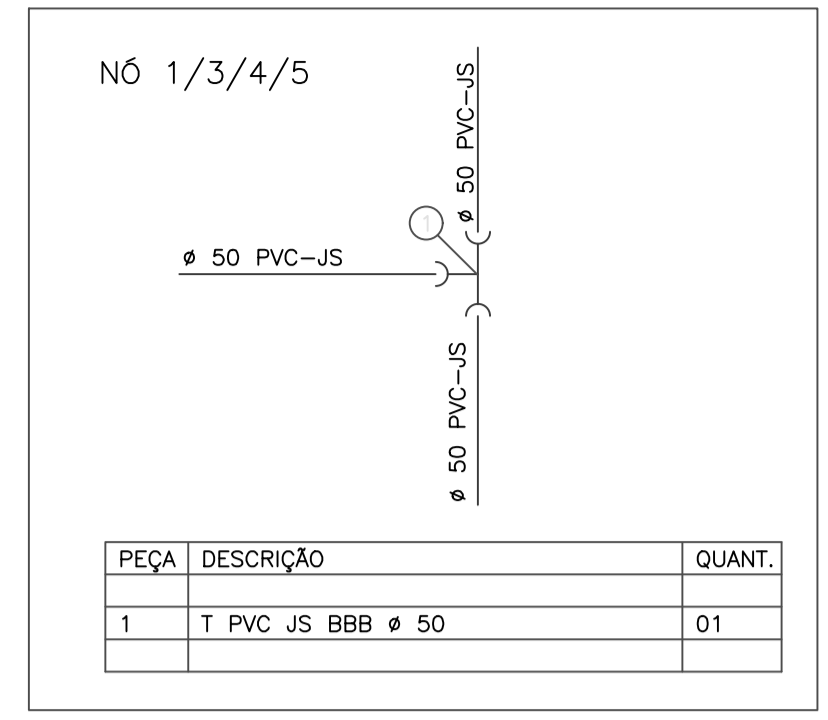 NÓ 1/3/4/5
ø 50 PVC-JS
1
ø 50 PVC-JS
ø 50 PVC-JS
PEÇA DESCRIÇÃO QUANT.
1 T PVC JS BBB ø 50 01